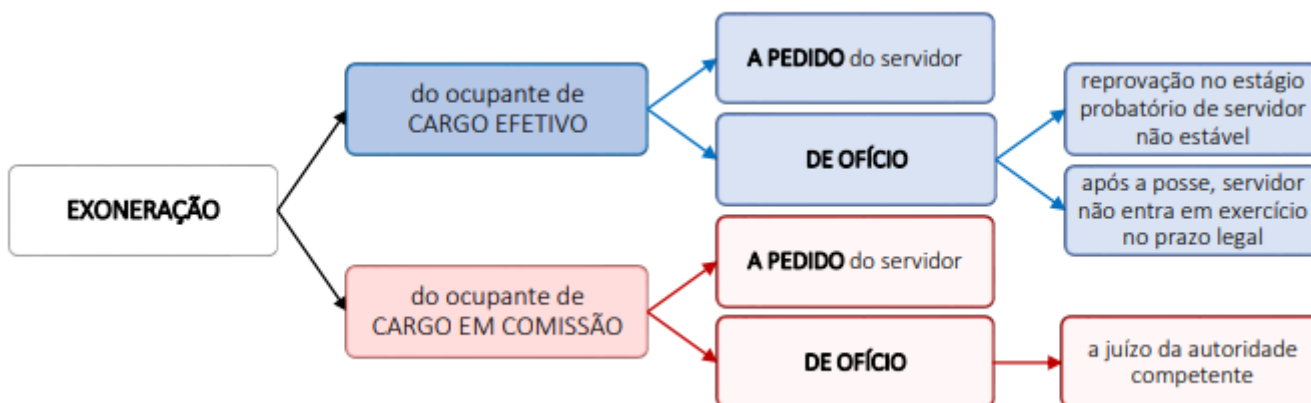 EXONERAÇÃO
do ocupante de
CARGO EFETIVO
A PEDIDO do servidor
DE OFÍCIO
reprovação no estágio
probatório de servidor
não estável
após a posse, servidor
não entra em exercício
no prazo legal
do ocupante de
CARGO EM COMISSÃO
A PEDIDO do servidor
DE OFÍCIO
a juízo da autoridade
competente